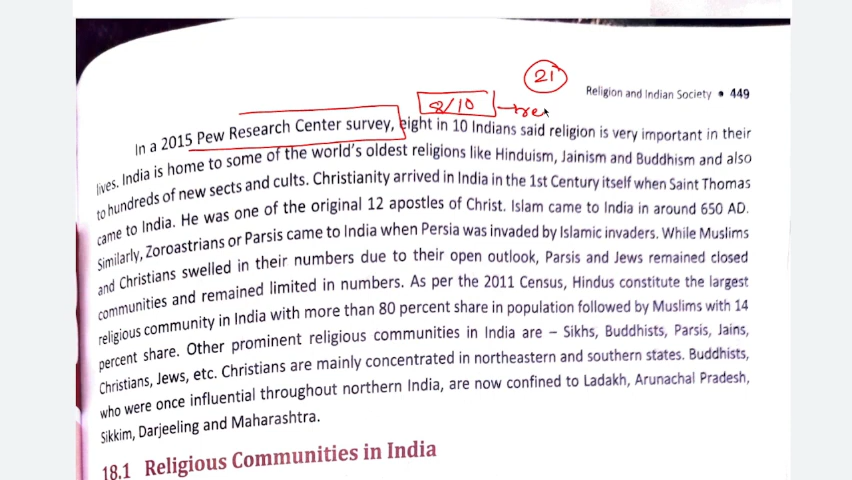 21
Religion and Indian Society • 449
8/10 → re
In a 2015 Pew Research Center survey, eight in 10 Indians said religion is very important in their
lives. India is home to some of the world's oldest religions like Hinduism, Jainism and Buddhism and also
to hundreds of new sects and cults. Christianity arrived in India in the 1st Century itself when Saint Thomas
came to India. He was one of the original 12 apostles of Christ. Islam came to India in around 650 AD.
Similarly, Zoroastrians or Parsis came to India when Persia was invaded by Islamic invaders. While Muslims
and Christians swelled in their numbers due to their open outlook, Parsis and Jews remained closed
communities and remained limited in numbers. As per the 2011 Census, Hindus constitute the largest
religious community in India with more than 80 percent share in population followed by Muslims with 14
percent share. Other prominent religious communities in India are – Sikhs, Buddhists, Parsis, Jains,
Christians, Jews, etc. Christians are mainly concentrated in northeastern and southern states. Buddhists,
who were once influential throughout northern India, are now confined to Ladakh, Arunachal Pradesh,
Sikkim, Darjeeling and Maharashtra.
18.1 Religious Communities in India